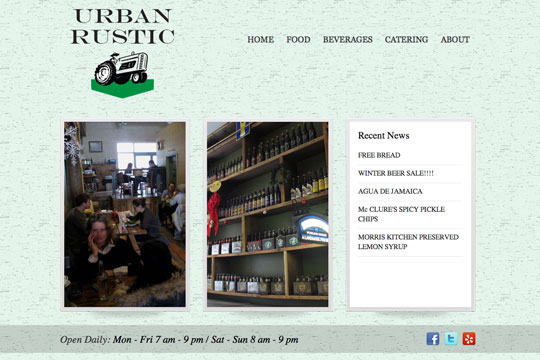 URBAN
RUSTIC
HOME FOOD BEVERAGES CATERING ABOUT
Recent News
FREE BREAD
WINTER BEER SALE!!!!
AGUA DE JAMAICA
Mc CLURE'S SPICY PICKLE
CHIPS
MORRIS KITCHEN PRESERVED
LEMON SYRUP
Open Daily: Mon - Fri 7 am - 9 pm / Sat - Sun 8 am - 9 pm